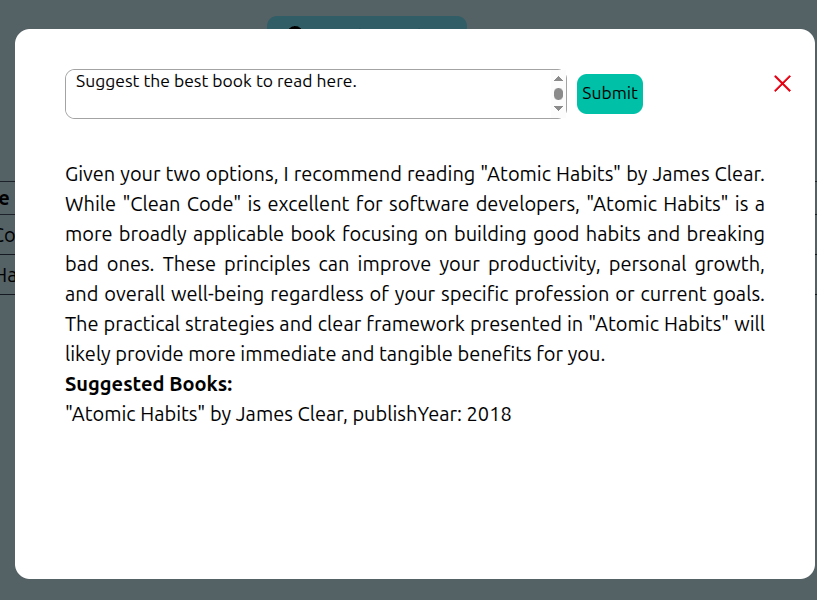 Suggest the best book to read here.
Submit
Given your two options, I recommend reading "Atomic Habits" by James Clear.
While "Clean Code" is excellent for software developers, "Atomic Habits" is a
more broadly applicable book focusing on building good habits and breaking
bad ones. These principles can improve your productivity, personal growth,
and overall well-being regardless of your specific profession or current goals.
The practical strategies and clear framework presented in "Atomic Habits" will
likely provide more immediate and tangible benefits for you.
Suggested Books:
"Atomic Habits" by James Clear, publishYear: 2018